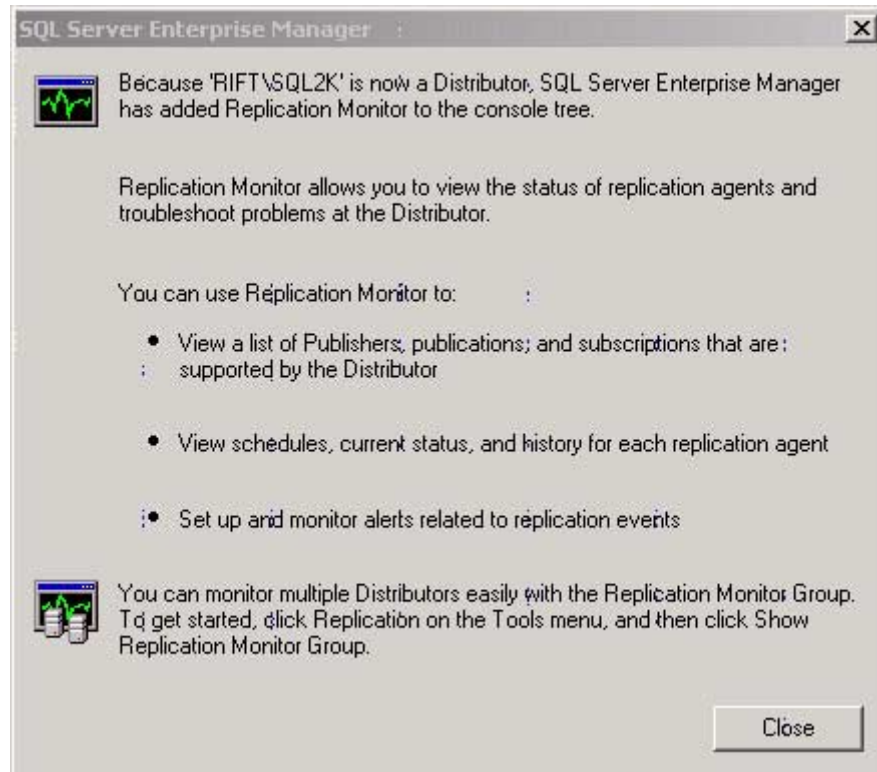 SQL Server Enterprise Manager
Because 'RIFT\SQL2K' is now a Distributor, SQL Server Enterprise Manager
has added Replication Monitor to the console tree.
Replication Monitor allows you to view the status of replication agents and
troubleshoot problems at the Distributor.
You can use Replication Monitor to:
• View a list of Publishers, publications, and subscriptions that are
supported by the Distributor
• View schedules, current status, and history for each replication agent
• Set up and monitor alerts related to replication events
You can monitor multiple Distributors easily with the Replication Monitor Group.
To get started, click Replication on the Tools menu, and then click Show
Replication Monitor Group.
Close